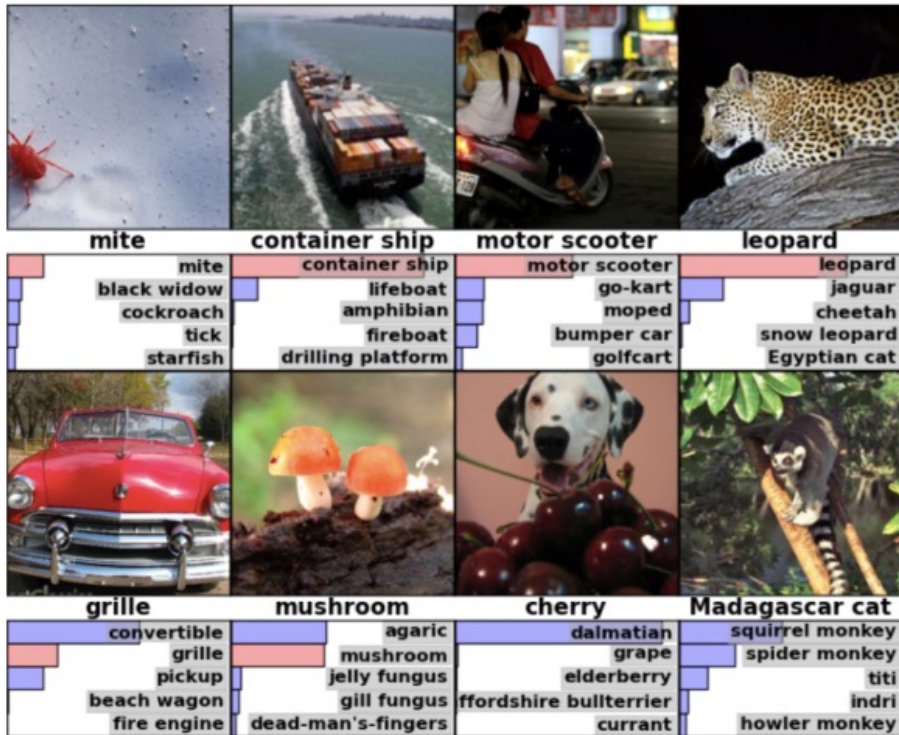 mite container ship motor scooter leopard
mite container ship motor scooter leopard
black widow lifeboat go-kart jaguar
cockroach amphibian moped cheetah
tick fireboat bumper car snow leopard
starfish drilling platform golfcart Egyptian cat
grille mushroom cherry Madagascar cat
convertible agaric dalmatian squirrel monkey
grille mushroom grape spider monkey
pickup jelly fungus elderberry titi
beach wagon gill fungus ffordshire bullterrier indri
fire engine dead-man's-fingers currant howler monkey